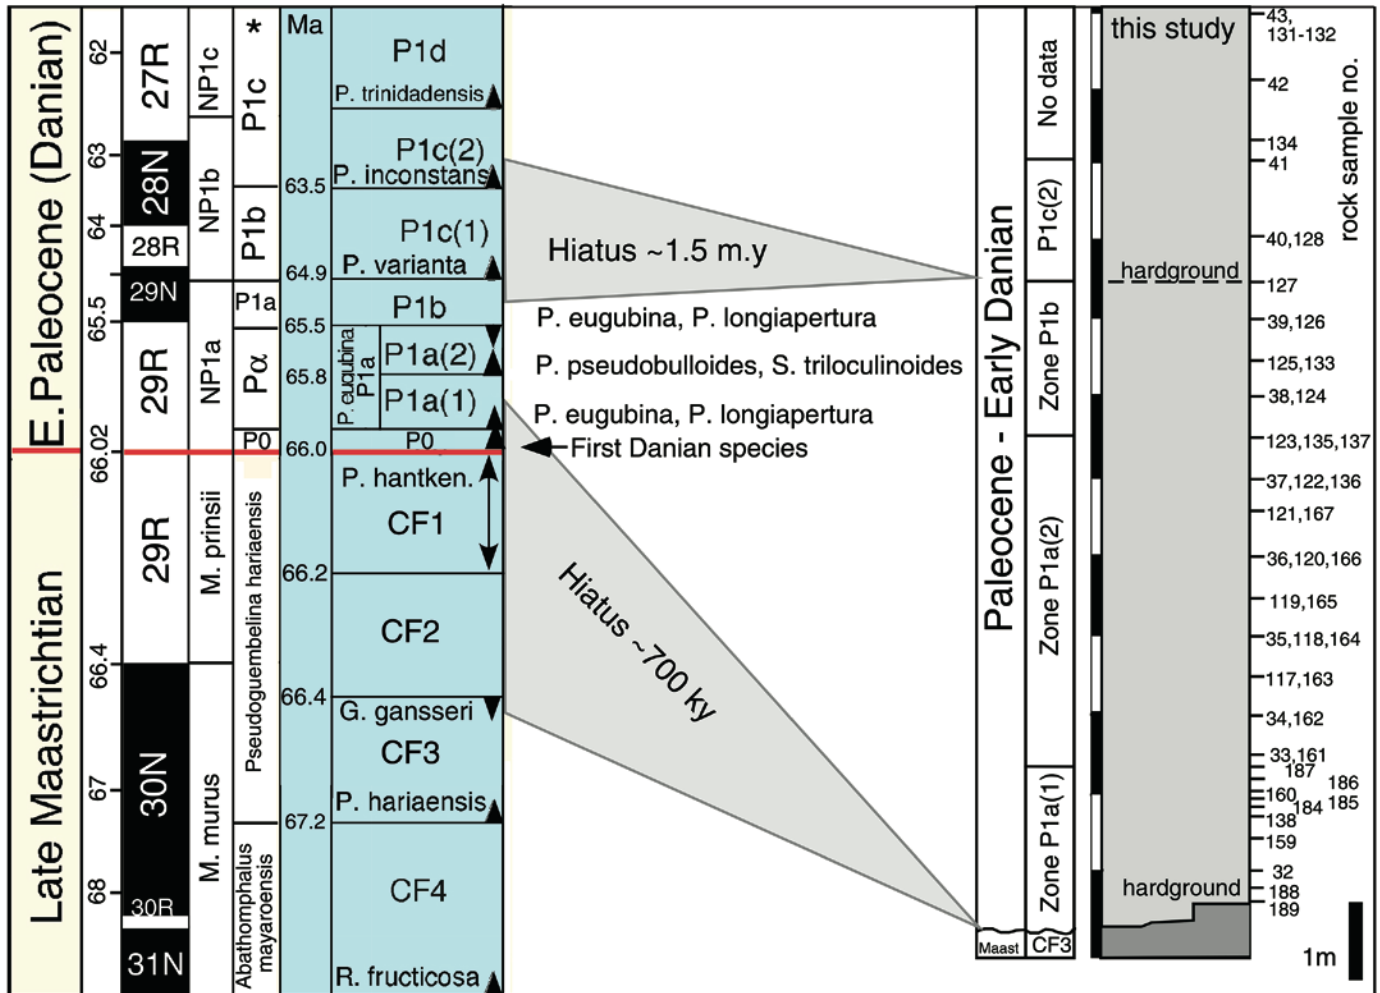 E.Paleocene (Danian)
Late Maastrichtian
62
63
64
65.5
66.02
66.4
67
68
27R
28N
28R
29N
29R
29R
30N
30R
31N
NP1c
NP1b
NP1a
M. prinsii
M. murus
*
P1c
P1b
P1a
Pα
P0
Pseudoguembelina hariaensis
Abathomphalus
mayaroensis
Ma
63.5
64.9
65.5
65.8
66.0
66.2
66.4
67.2
P1d
P. trinidadensis
P1c(2)
P. inconstans
P1c(1)
P. varianta
P1b
P. eugubina
P1a
P1a(2)
P1a(1)
P0
P. hantken.
CF1
CF2
G. gansseri
CF3
P. hariaensis
CF4
R. fructicosa
Hiatus ~1.5 m.y
P. eugubina, P. longiapertura
P. pseudobulloides, S. triloculinoides
P. eugubina, P. longiapertura
First Danian species
Hiatus ~700 ky
Paleocene - Early Danian
Maast
No data
P1c(2)
Zone P1b
Zone P1a(2)
Zone P1a(1)
CF3
this study
hardground
hardground
43,
131-132
42
134
41
40,128
127
39,126
125,133
38,124
123,135,137
37,122,136
121,167
36,120,166
119,165
35,118,164
117,163
34,162
33,161
187
186
160
185
184
138
159
32
188
189
rock sample no.
1m